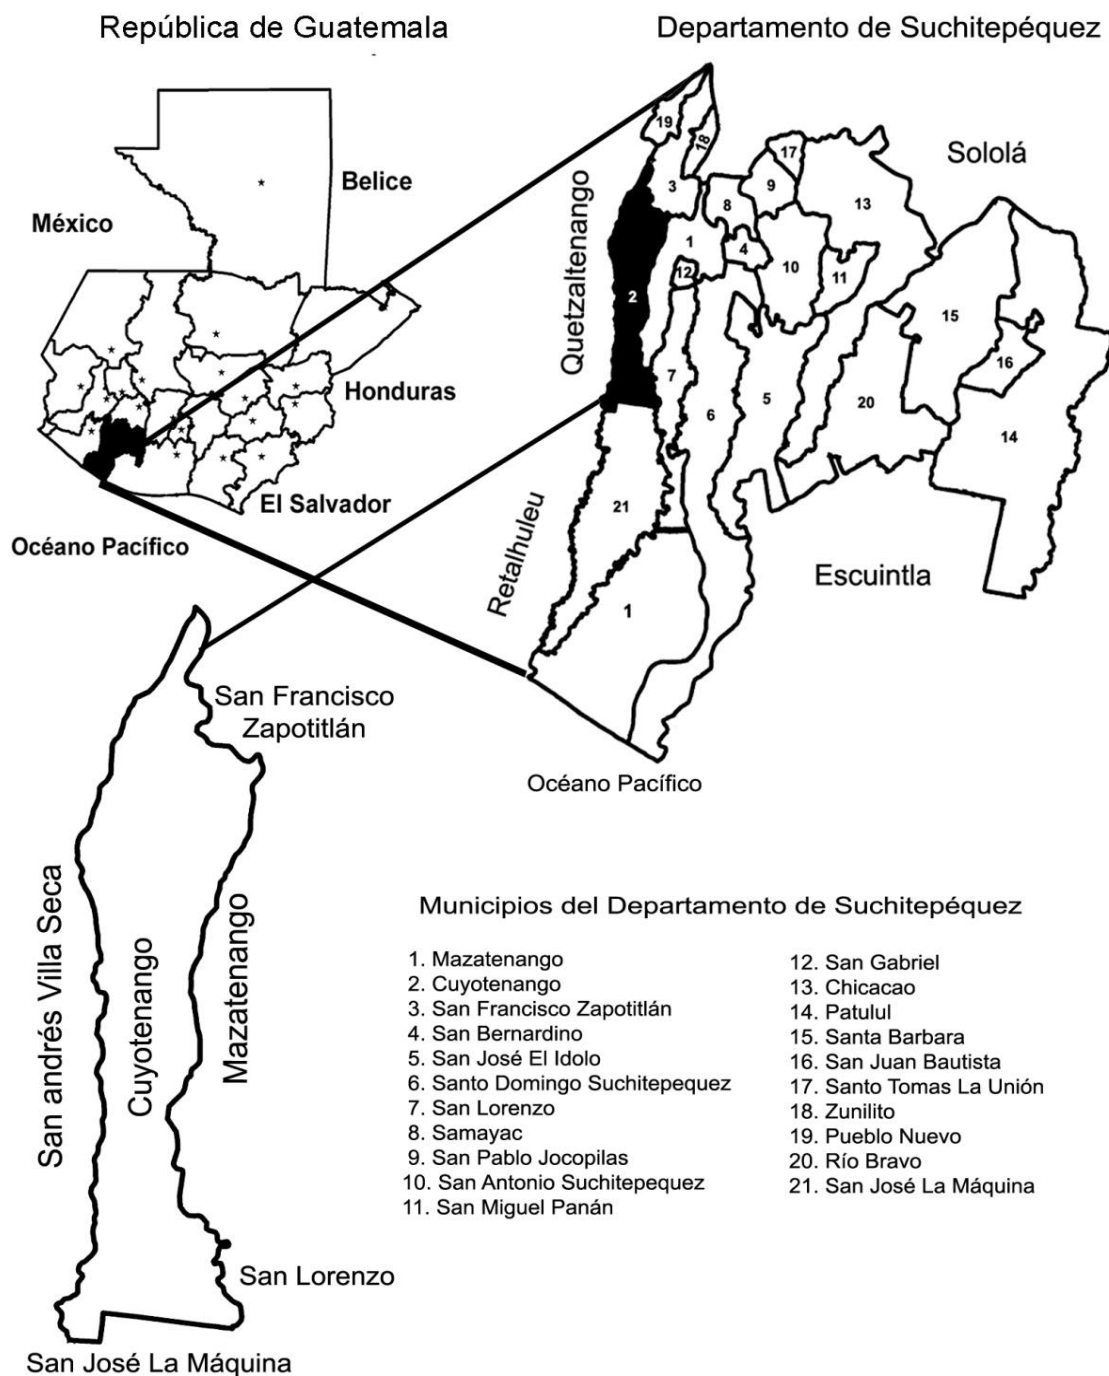 República de Guatemala
Departamento de Suchitepéquez
México
Belice
Honduras
El Salvador
Océano Pacífico
Quetzaltenango
Sololá
Retalhuleu
Escuintla
19
18
17
3
9
8
13
1
4
12
10
11
2
15
7
16
6
5
20
14
21
1
Océano Pacífico
San Francisco
Zapotitlán
San andrés Villa Seca
Cuyotenango
Mazatenango
San Lorenzo
San José La Máquina
Municipios del Departamento de Suchitepéquez
1. Mazatenango
2. Cuyotenango
3. San Francisco Zapotitlán
4. San Bernardino
5. San José El Idolo
6. Santo Domingo Suchitepequez
7. San Lorenzo
8. Samayac
9. San Pablo Jocopilas
10. San Antonio Suchitepequez
11. San Miguel Panán
12. San Gabriel
13. Chicacao
14. Patulul
15. Santa Barbara
16. San Juan Bautista
17. Santo Tomas La Unión
18. Zunilito
19. Pueblo Nuevo
20. Río Bravo
21. San José La Máquina